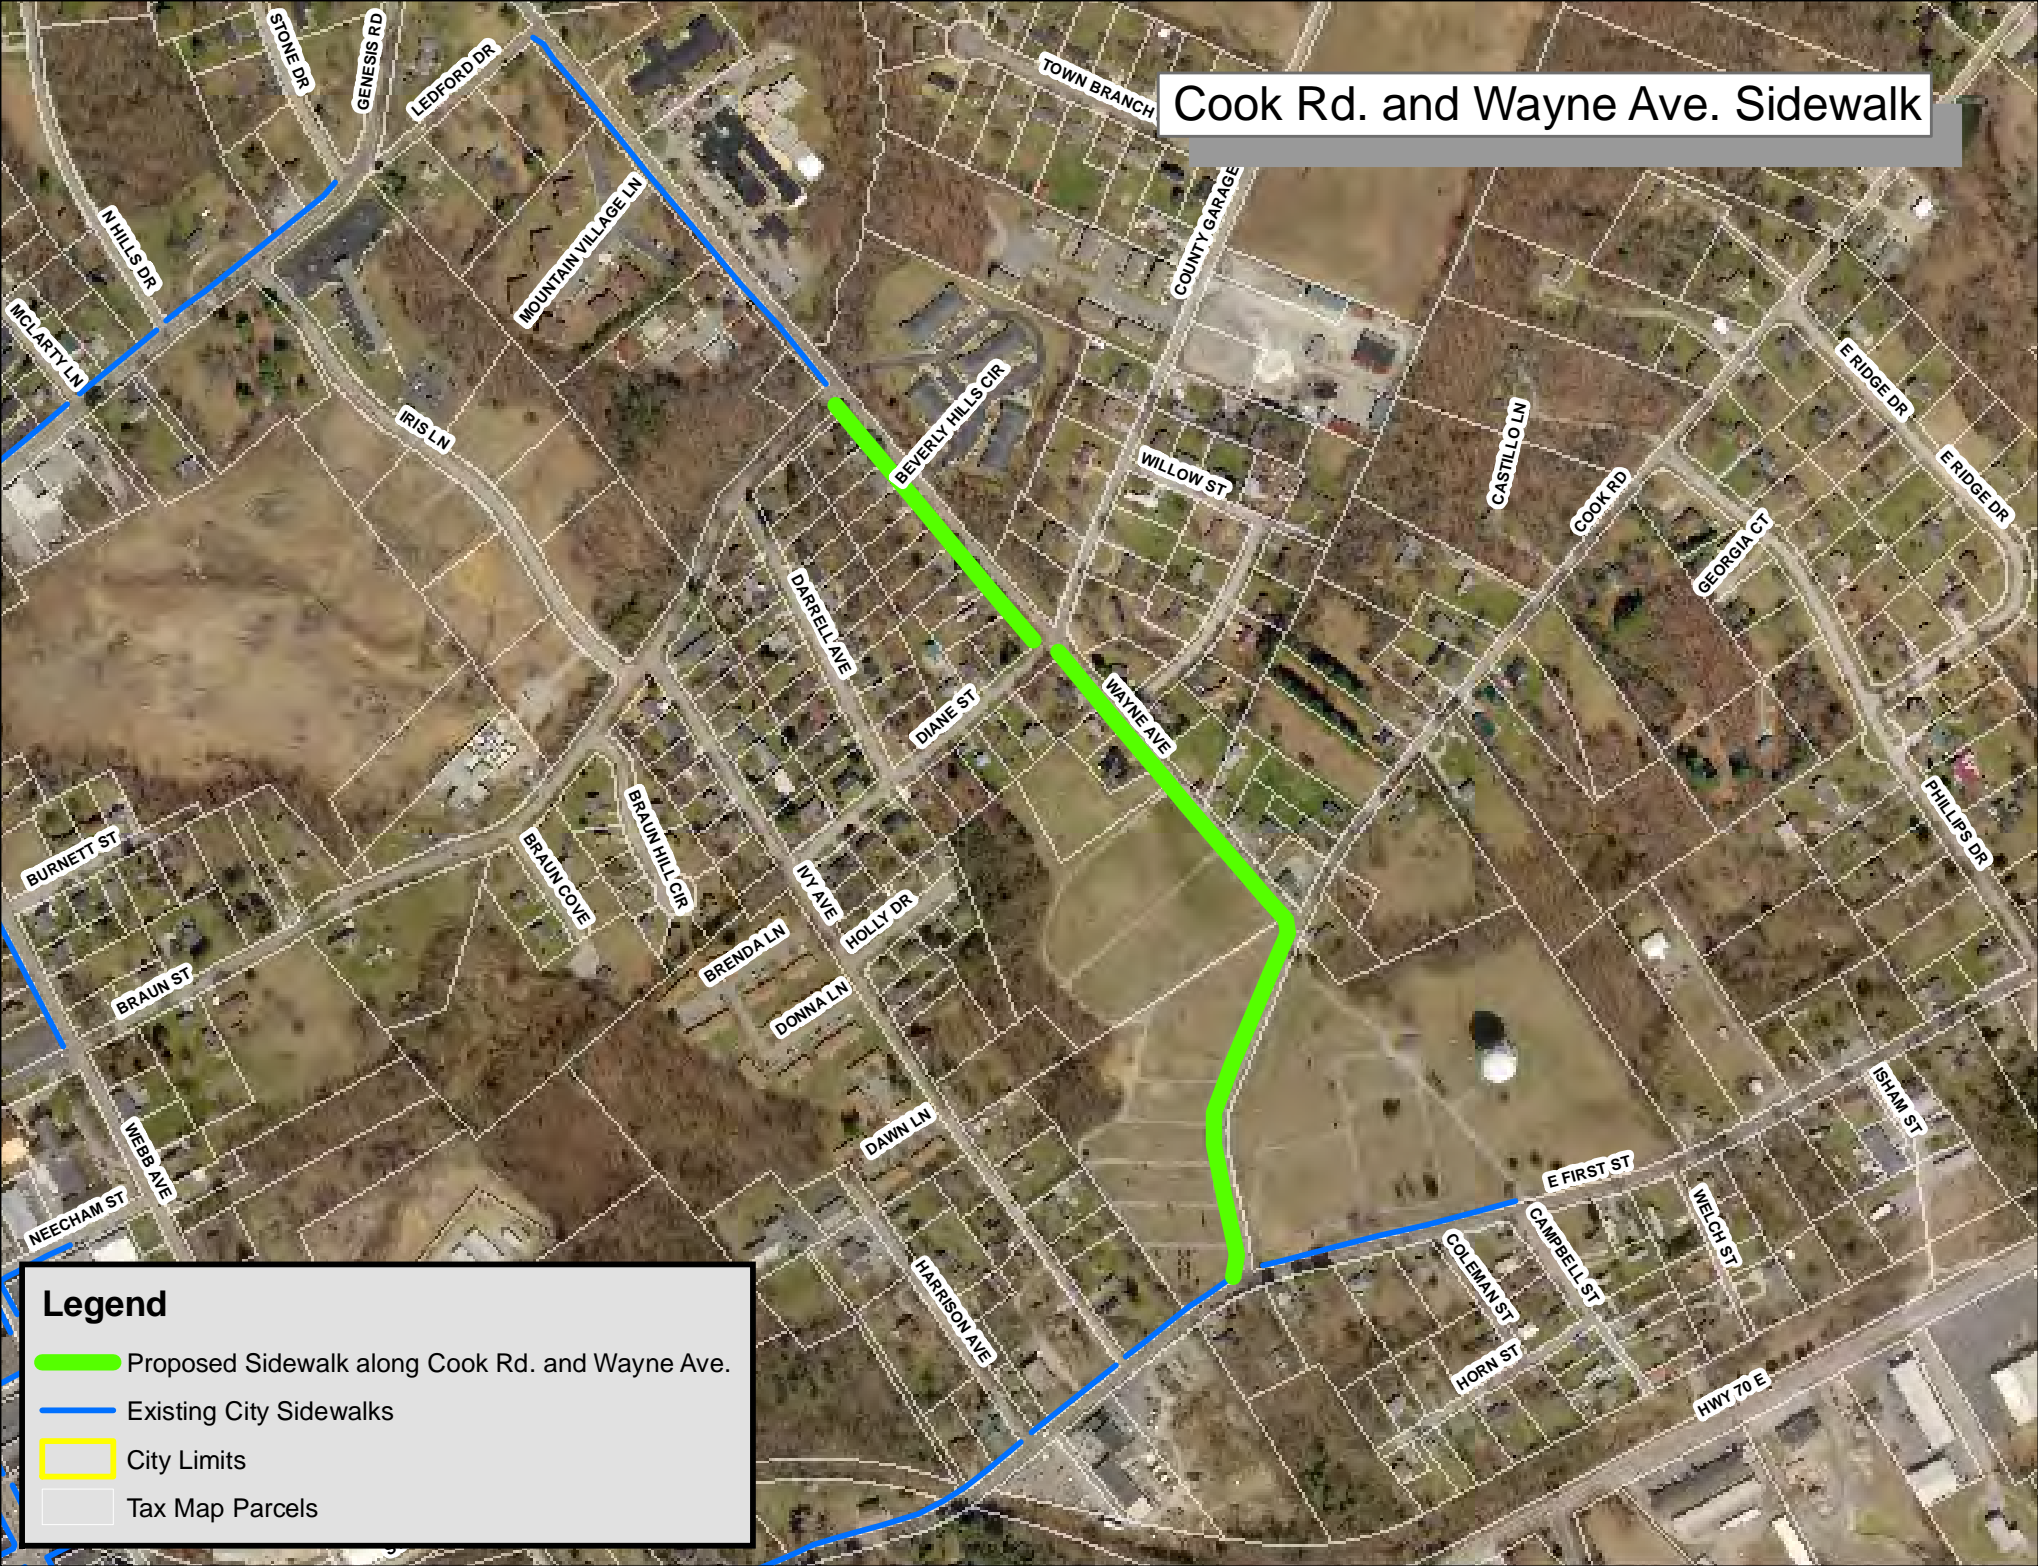 STONE DR
GENESIS RD
LEDFORD DR
TOWN BRANCH
Cook Rd. and Wayne Ave. Sidewalk
N HILLS DR
MOUNTAIN VILLAGE LN
COUNTY GARAGE
MCLARTY LN
IRIS LN
BEVERLY HILLS CIR
WILLOW ST
CASTILLO LN
COOK RD
E RIDGE DR
E RIDGE DR
GEORGIA CT
DARRELL AVE
DIANE ST
WAYNE AVE
PHILLIPS DR
BURNETT ST
BRAUN COVE
BRAUN HILL CIR
IVY AVE
HOLLY DR
BRENDA LN
BRAUN ST
DONNA LN
DAWN LN
ISHAM ST
WEBB AVE
E FIRST ST
NEECHAM ST
WELCH ST
CAMPBELL ST
COLEMAN ST
HARRISON AVE
HORN ST
HWY 70 E
Legend
Proposed Sidewalk along Cook Rd. and Wayne Ave.
Existing City Sidewalks
City Limits
Tax Map Parcels